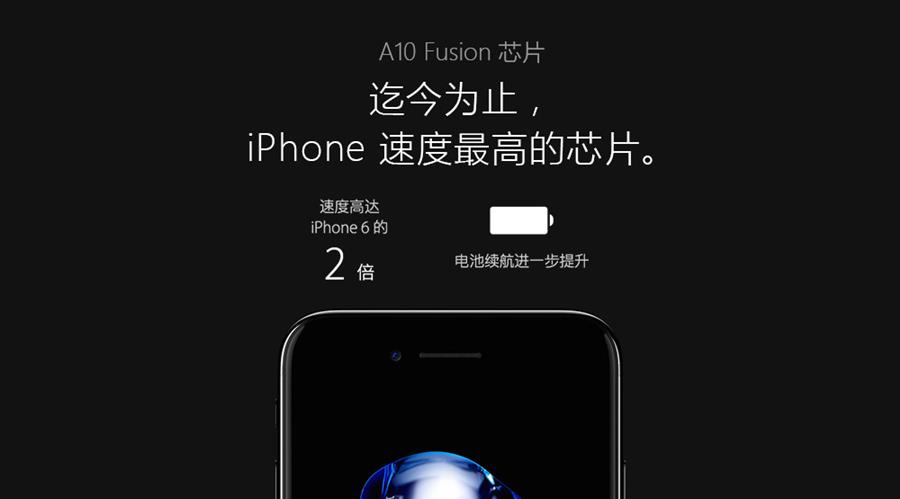 A10 Fusion 芯片
迄今为止，
iPhone 速度最高的芯片。
速度高达
iPhone 6 的
2 倍
电池续航进一步提升